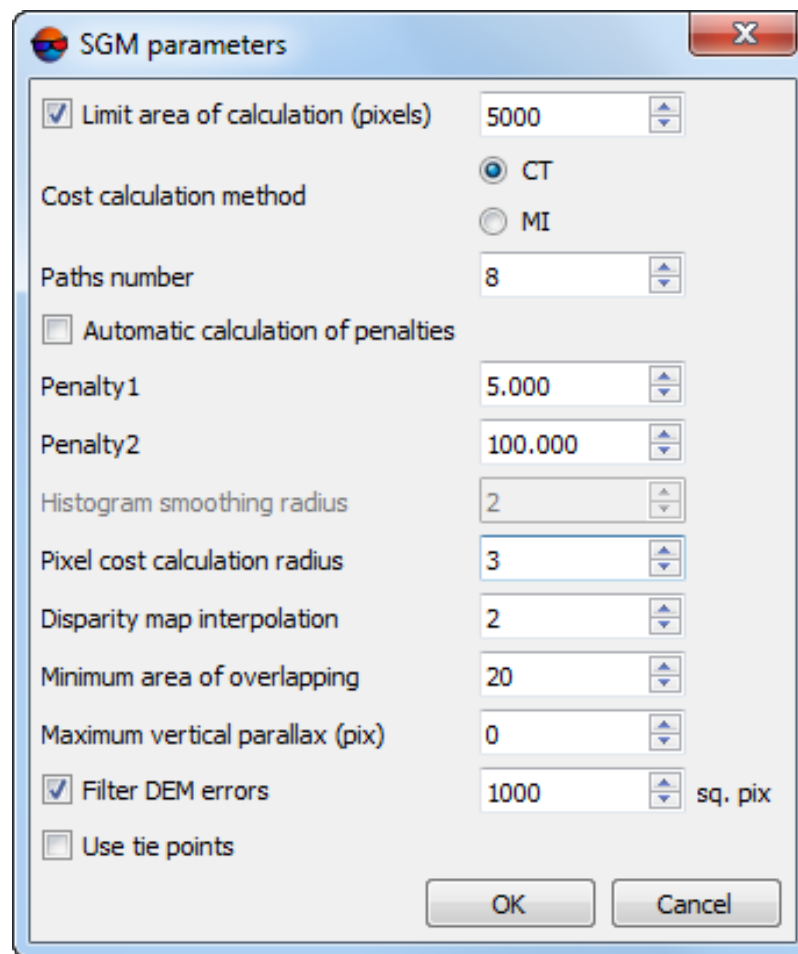 SGM parameters
Limit area of calculation (pixels) 5000
Cost calculation method
CT
MI
Paths number 8
Automatic calculation of penalties
Penalty1 5.000
Penalty2 100.000
Histogram smoothing radius 2
Pixel cost calculation radius 3
Disparity map interpolation 2
Minimum area of overlapping 20
Maximum vertical parallax (pix) 0
Filter DEM errors 1000 sq. pix
Use tie points
OK Cancel